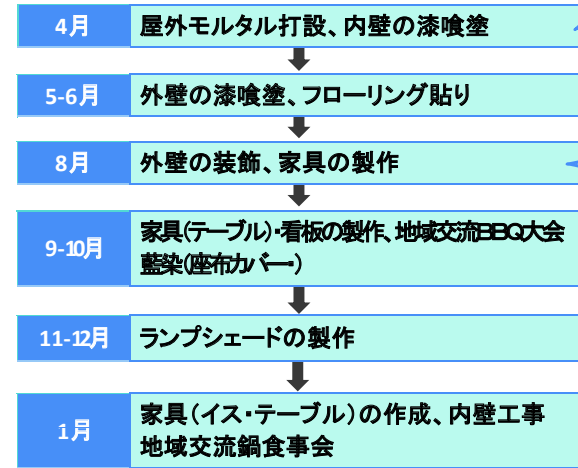 4月 屋外モルタル打設、内壁の漆喰塗
5-6月 外壁の漆喰塗、フローリング貼り
8月 外壁の装飾、家具の製作
9-10月 家具(テーブル)・看板の製作、地域交流BBQ大会
藍染(座布カバー・)
11-12月 ランプシェードの製作
1月 家具(イス・テーブル)の作成、内壁工事
地域交流鍋食事会